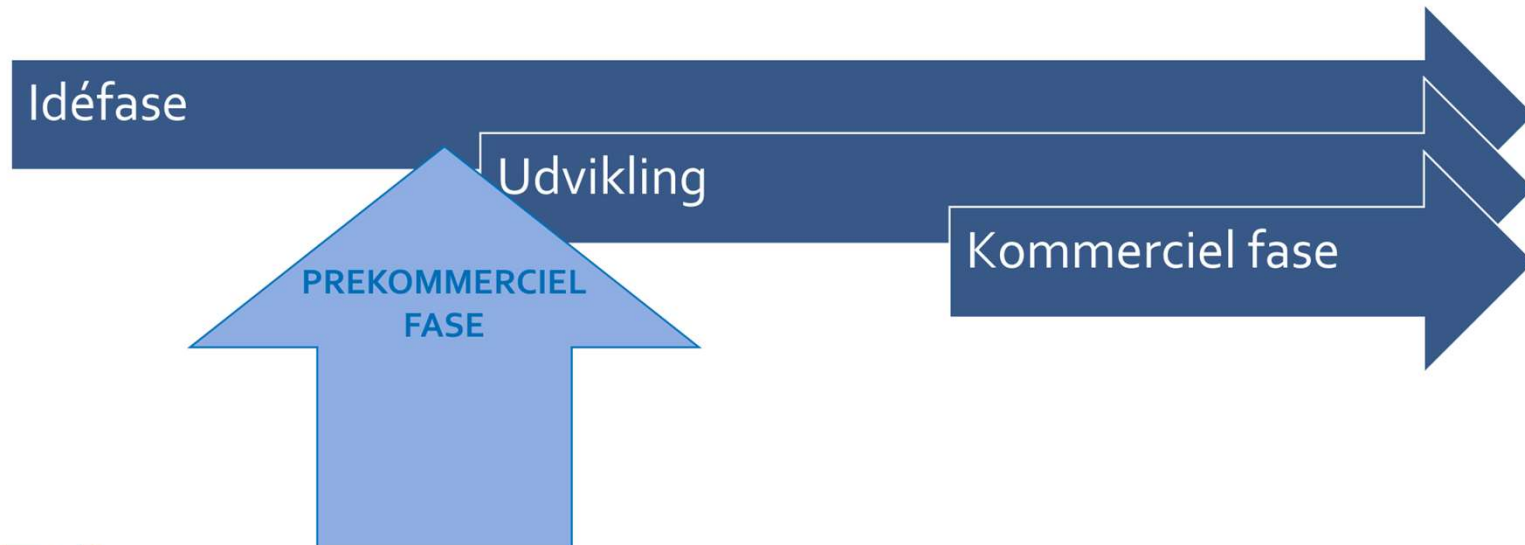 Idéfase
Udvikling
Kommerciel fase
PREKOMMERCIEL
FASE